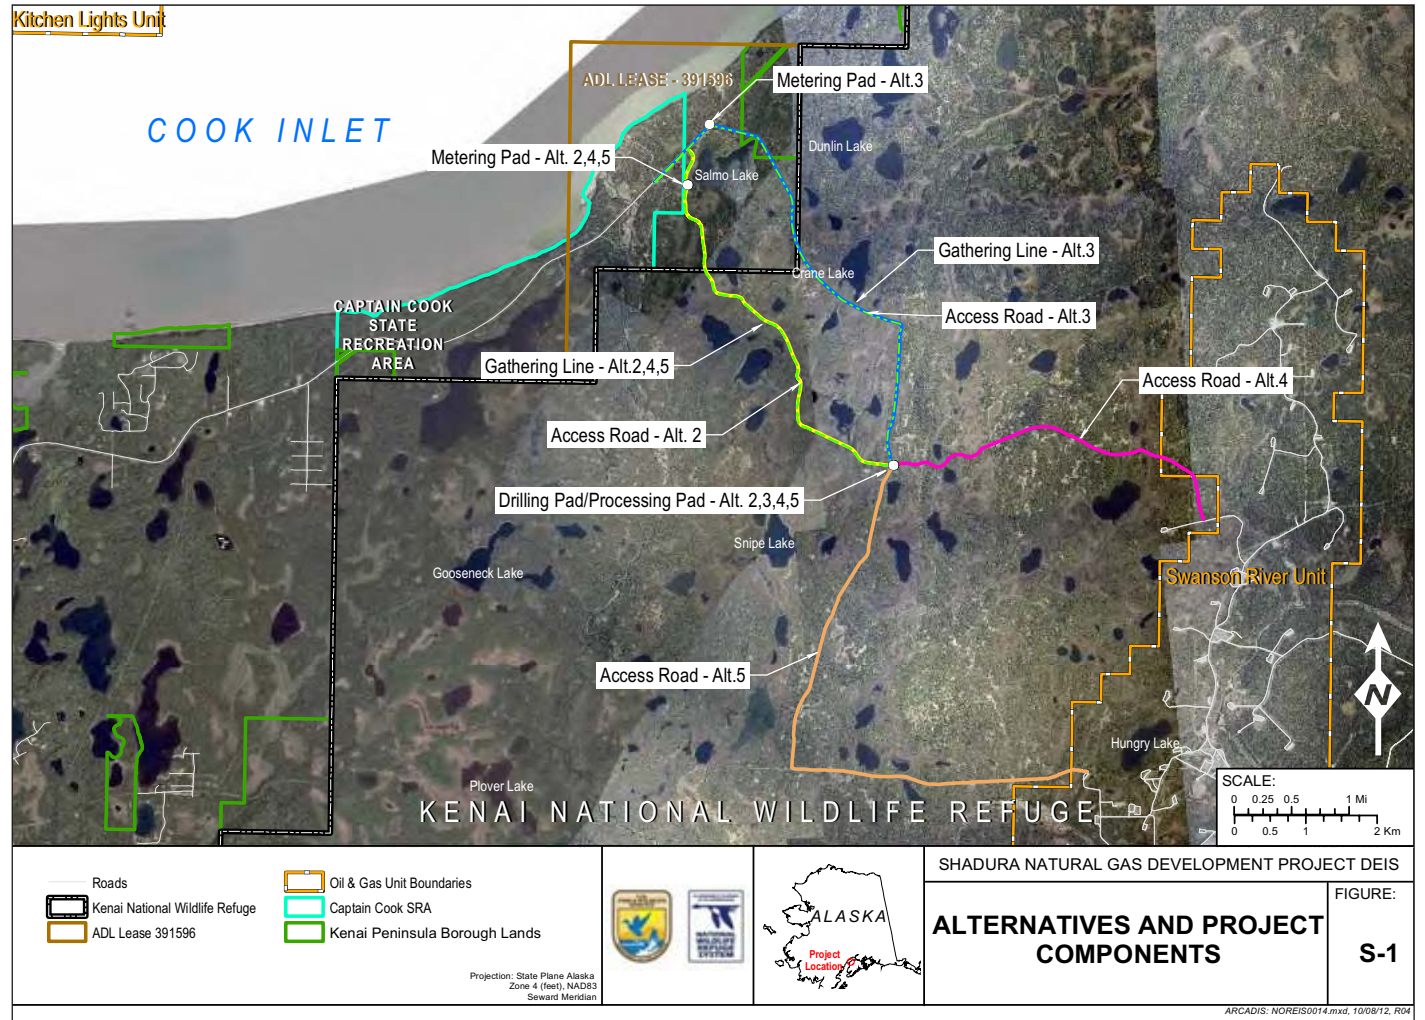 Kitchen Lights Unit
COOK INLET
ADL LEASE - 391596
Metering Pad - Alt.3
Dunlin Lake
Metering Pad - Alt. 2,4,5
Salmo Lake
Gathering Line - Alt.3
Crane Lake
CAPTAIN COOK
STATE
RECREATION
AREA
Access Road - Alt.3
Gathering Line - Alt.2,4,5
Access Road - Alt.4
Access Road - Alt. 2
Drilling Pad/Processing Pad - Alt. 2,3,4,5
Snipe Lake
Gooseneck Lake
Swanson River Unit
Access Road - Alt.5
N
Hungry Lake
Plover Lake
KENAI NATIONAL WILDLIFE REFUGE
SCALE:
0 0.25 0.5 1 Mi
0 0.5 1 2 Km
Roads
Kenai National Wildlife Refuge
ADL Lease 391596
Oil & Gas Unit Boundaries
Captain Cook SRA
Kenai Peninsula Borough Lands
Projection: State Plane Alaska
Zone 4 (feet), NAD83
Seward Meridian
NATIONAL
WILDLIFE
REFUGE
SYSTEM
ALASKA
Project
Location
SHADURA NATURAL GAS DEVELOPMENT PROJECT DEIS
ALTERNATIVES AND PROJECT
COMPONENTS
FIGURE:
S-1
ARCADIS: NOREIS0014.mxd, 10/08/12, R04